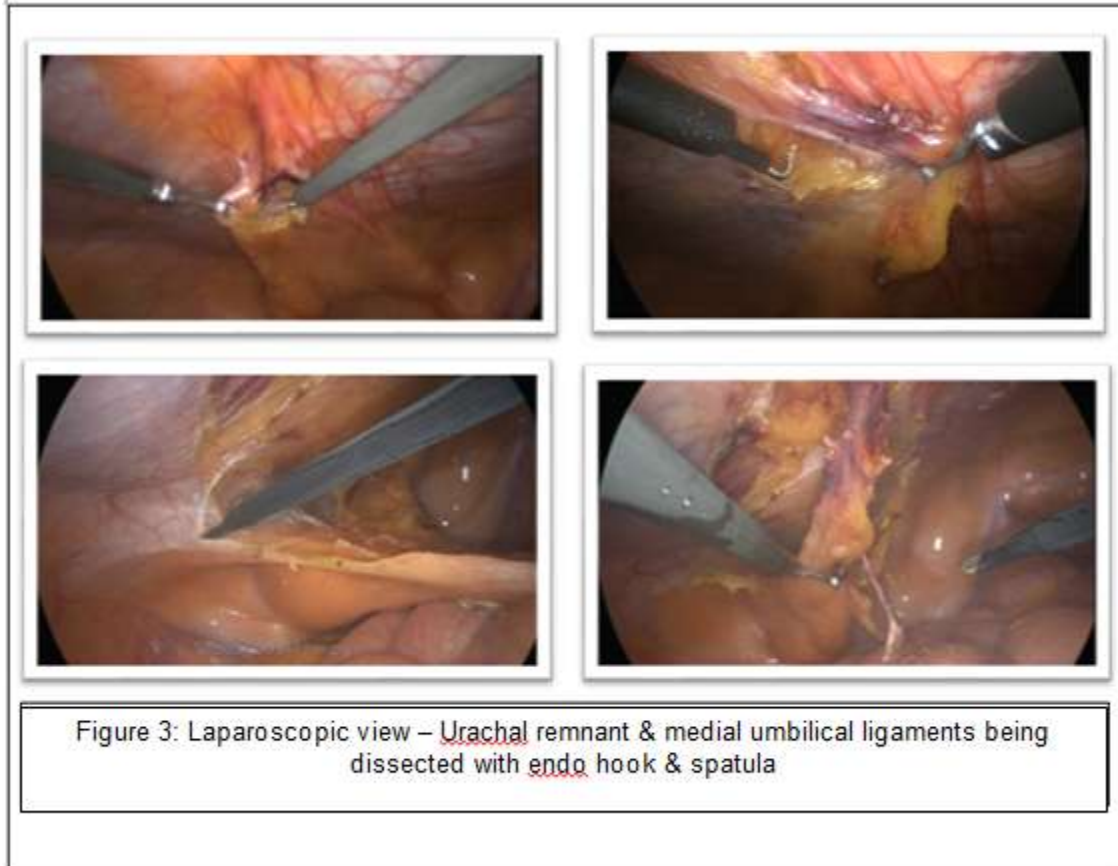 Figure 3: Laparoscopic view – Urachal remnant & medial umbilical ligaments being
dissected with endo hook & spatula